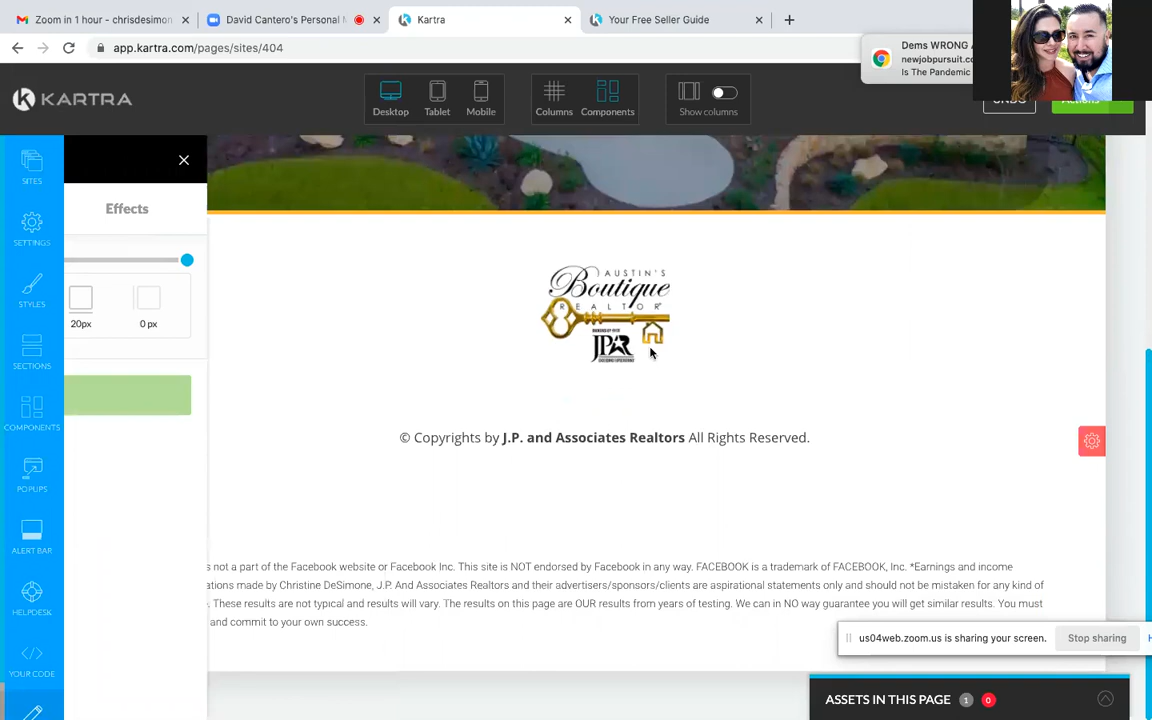 Zoom in 1 hour - chrisdesimon
David Cantero's Personal
Kartra
Your Free Seller Guide
app.kartra.com/pages/sites/404
Dems WRONG
newjobpursuit.co
Is The Pandemic
KARTRA
Desktop
Tablet
Mobile
Columns
Components
Show columns
UNDO
Actions
SITES
SETTINGS
STYLES
SECTIONS
COMPONENTS
POPUPS
ALERT BAR
HELPDESK
YOUR CODE
Effects
20px
0 px
AUSTIN'S
Boutique
REALTOR
JPAR
© Copyrights by J.P. and Associates Realtors All Rights Reserved.
s not a part of the Facebook website or Facebook Inc. This site is NOT endorsed by Facebook in any way. FACEBOOK is a trademark of FACEBOOK, Inc. *Earnings and income
ations made by Christine DeSimone, J.P. And Associates Realtors and their advertisers/sponsors/clients are aspirational statements only and should not be mistaken for any kind of
. These results are not typical and results will vary. The results on this page are OUR results from years of testing. We can in NO way guarantee you will get similar results. You must
and commit to your own success.
us04web.zoom.us is sharing your screen.
Stop sharing
ASSETS IN THIS PAGE 1 0